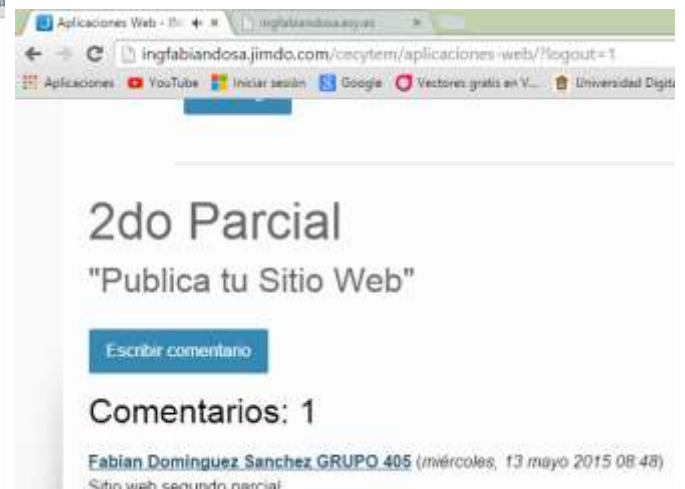 Aplicaciones Web - 
ingfabiandosa.jimdo.com/cecytem/aplicaciones-web/?logout=1
Aplicaciones YouTube Iniciar sesión Google Vectores gratis en V... Universidad Digita
2do Parcial
"Publica tu Sitio Web"
Escribir comentario
Comentarios: 1
Fabian Dominguez Sanchez GRUPO 405 (miércoles, 13 mayo 2015 08:48)
Sitio web segundo parcial